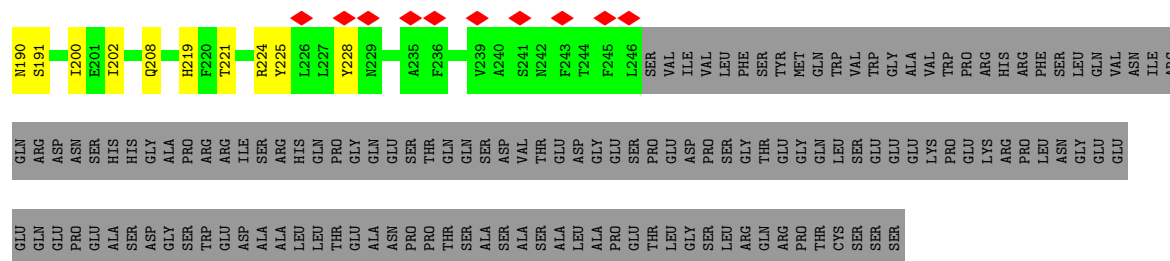 N190 S191 I200 E201 I202 Q208 H219 F220 T221 R224 Y225 L226 L227 Y228 N229 A235 F236 V239 A240 S241 N242 F243 T244 F245 L246 SER VAL ILE VAL LEU PHE SER TYR MET GLN TRP VAL TRP GLY ALA VAL TRP PRO ARG HIS ARG PHE SER LEU GLN VAL ASN ILE ARG
GLN ARG ASP ASN SER HIS HIS GLY ALA PRO ARG ARG ILE SER ARG HIS GLN PRO GLY GLN GLU SER THR GLN GLN SER ASP VAL THR GLU ASP GLY GLU SER PRO GLU ASP PRO SER GLY THR GLU GLY GLN LEU SER GLU GLU GLU LYS PRO GLU LYS ARG PRO LEU ASN GLY GLU GLU
GLU GLN GLU PRO GLU ALA SER ASP GLY SER TRP GLU ASP ALA ALA LEU LEU THR GLU ALA ASN PRO PRO THR SER ALA SER ALA SER ALA LEU ALA PRO GLU THR LEU GLY SER LEU ARG GLN ARG PRO THR CYS SER SER SER